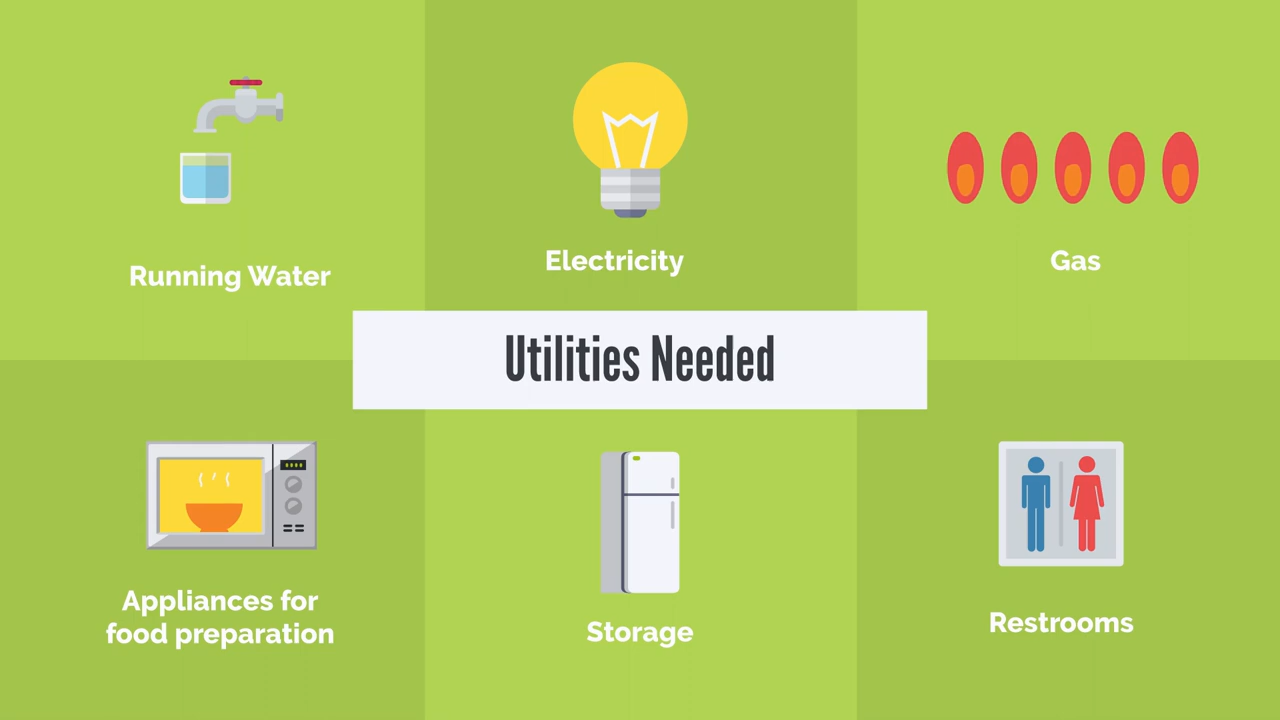 Running Water
Electricity
Gas
Utilities Needed
Appliances for
food preparation
Storage
Restrooms